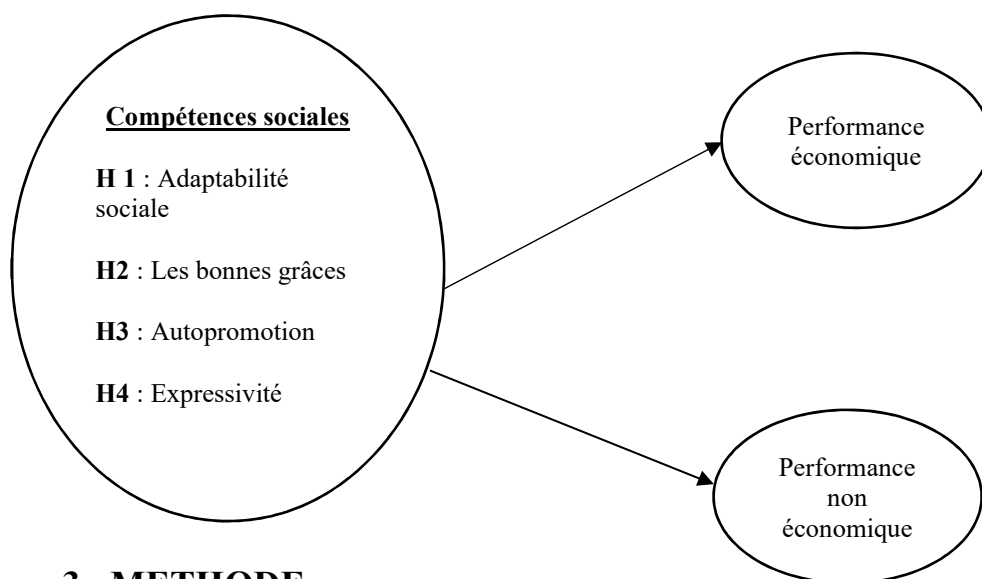 Compétences sociales
H 1 : Adaptabilité
sociale
H2 : Les bonnes grâces
H3 : Autopromotion
H4 : Expressivité
Performance
économique
Performance
non
économique
METHODE